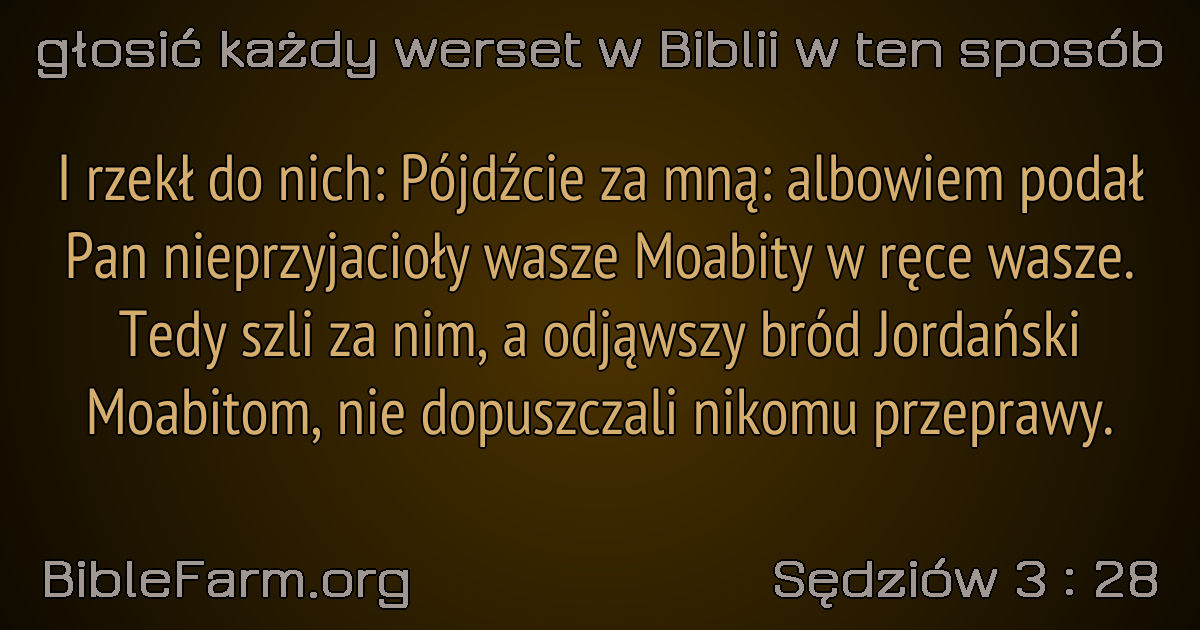 głosić każdy werset w Biblii w ten sposób
I rzekł do nich: Pójdźcie za mną: albowiem podał
Pan nieprzyjacioły wasze Moabity w ręce wasze.
Tedy szli za nim, a odjąwszy bród Jordański
Moabitom, nie dopuszczali nikomu przeprawy.
BibleFarm.org
Sędziów 3 : 28